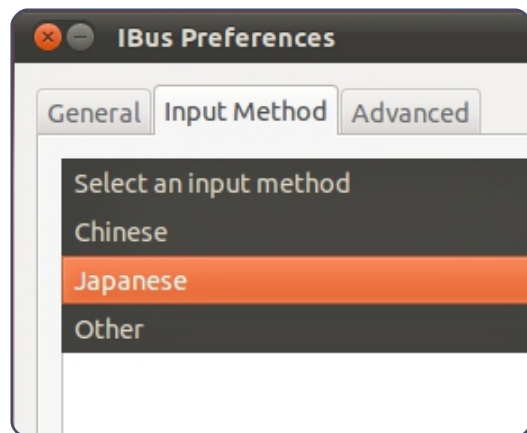 IBus Preferences
General Input Method Advanced
Select an input method
Chinese
Japanese
Other